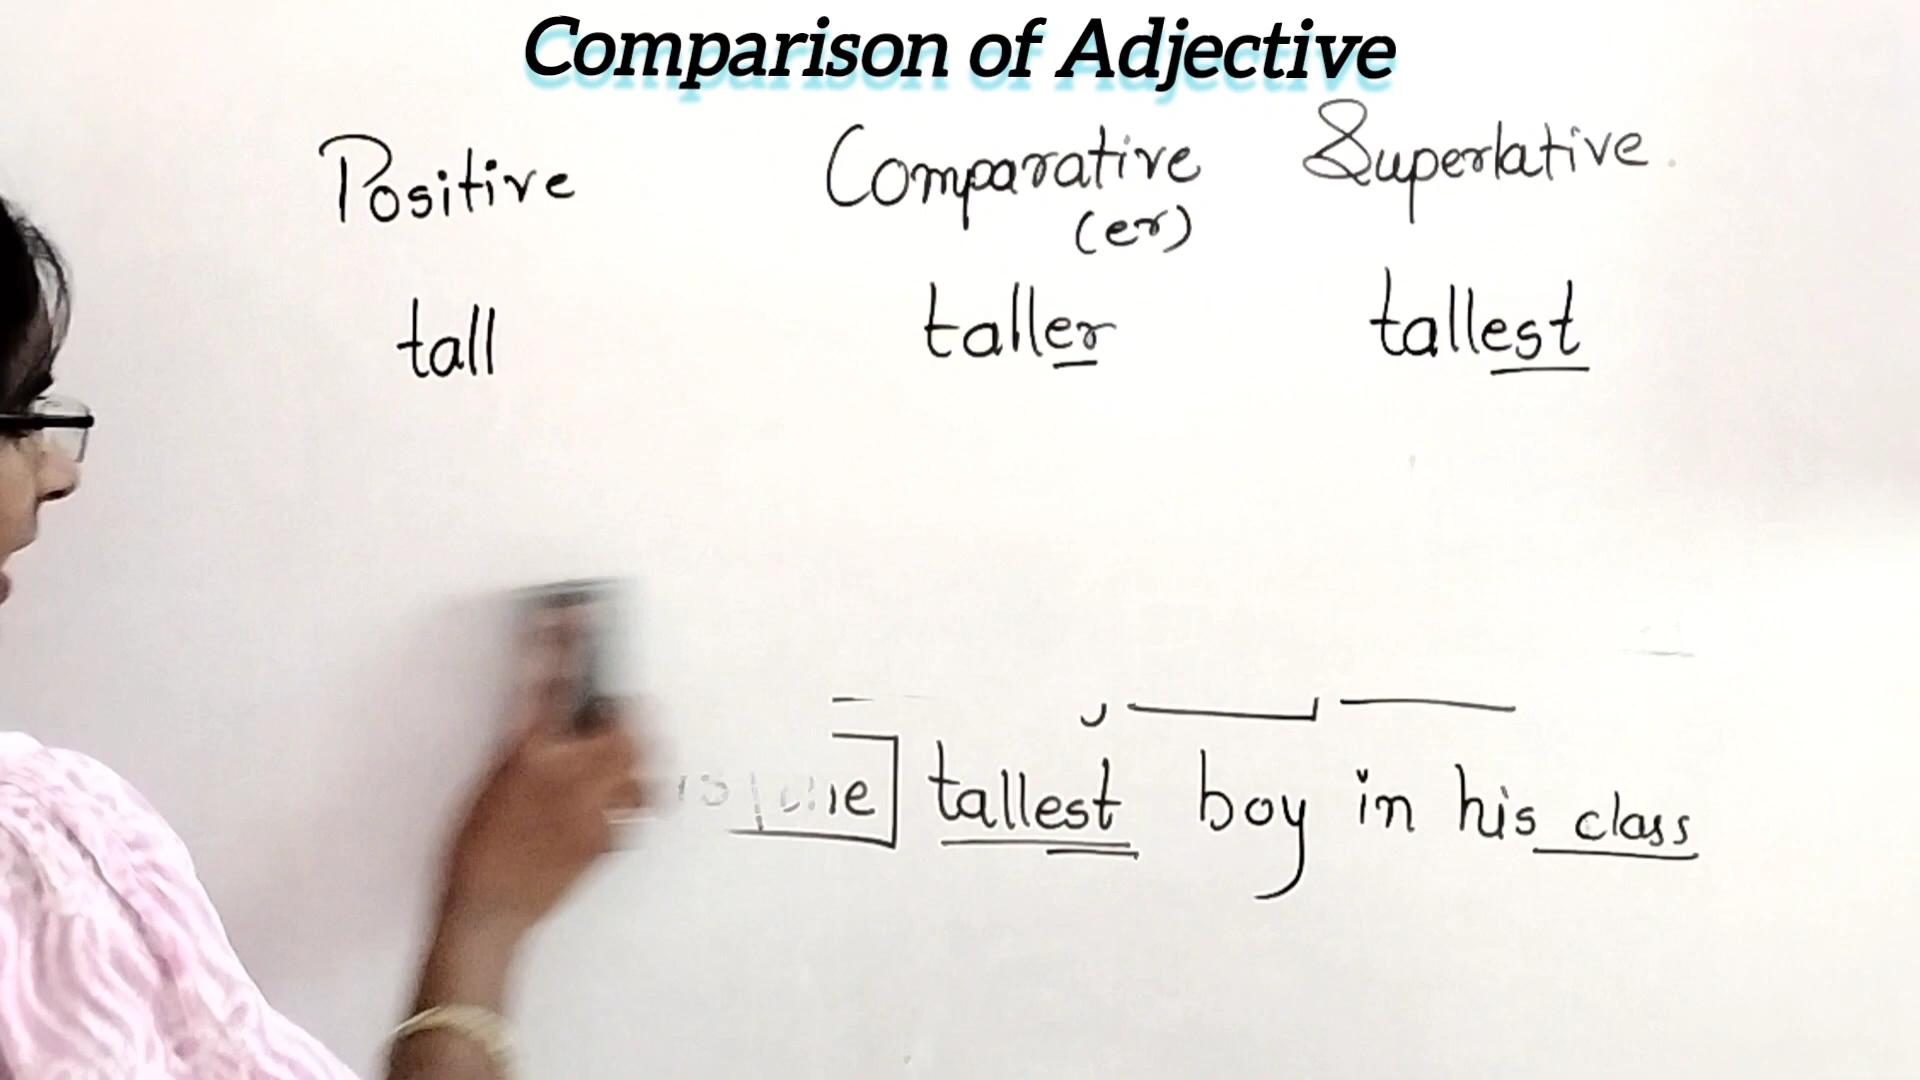 Comparison of Adjective
Positive Comparative Superlative
(er)
tall taller tallest
tallest boy in his class